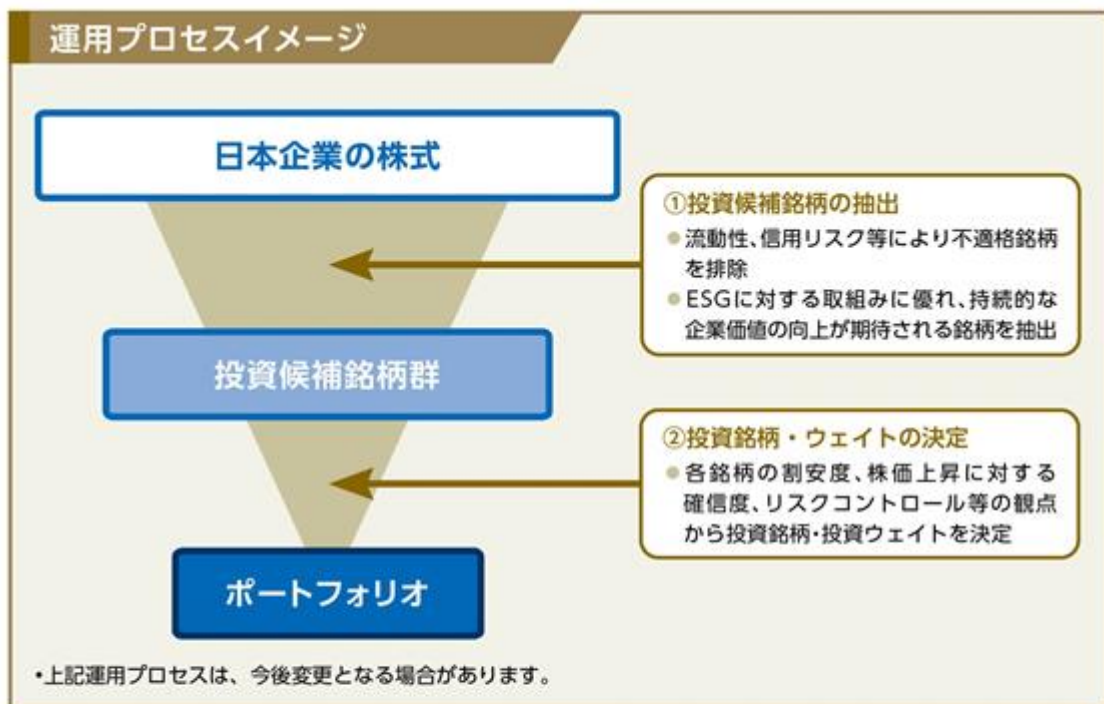 運用プロセスイメージ
日本企業の株式
①投資候補銘柄の抽出
●流動性、信用リスク等により不適格銘柄
を排除
●ESGに対する取組みに優れ、持続的な
企業価値の向上が期待される銘柄を抽出
投資候補銘柄群
②投資銘柄・ウェイトの決定
●各銘柄の割安度、株価上昇に対する
確信度、リスクコントロール等の観点
から投資銘柄・投資ウェイトを決定
ポートフォリオ
•上記運用プロセスは、今後変更となる場合があります。